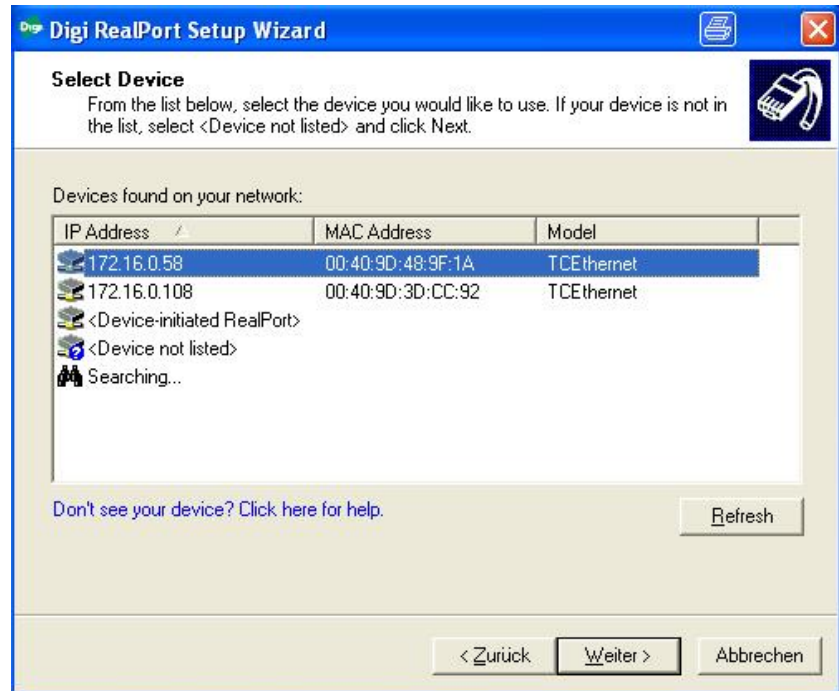 Digi Digi RealPort Setup Wizard
Select Device
From the list below, select the device you would like to use. If your device is not in
the list, select <Device not listed> and click Next.
Devices found on your network:
IP Address MAC Address Model
172.16.0.58 00:40:9D:48:9F:1A TCEthernet
172.16.0.108 00:40:9D:3D:CC:92 TCEthernet
<Device-initiated RealPort>
<Device not listed>
Searching...
Don't see your device? Click here for help.
Refresh
< Zurück Weiter > Abbrechen